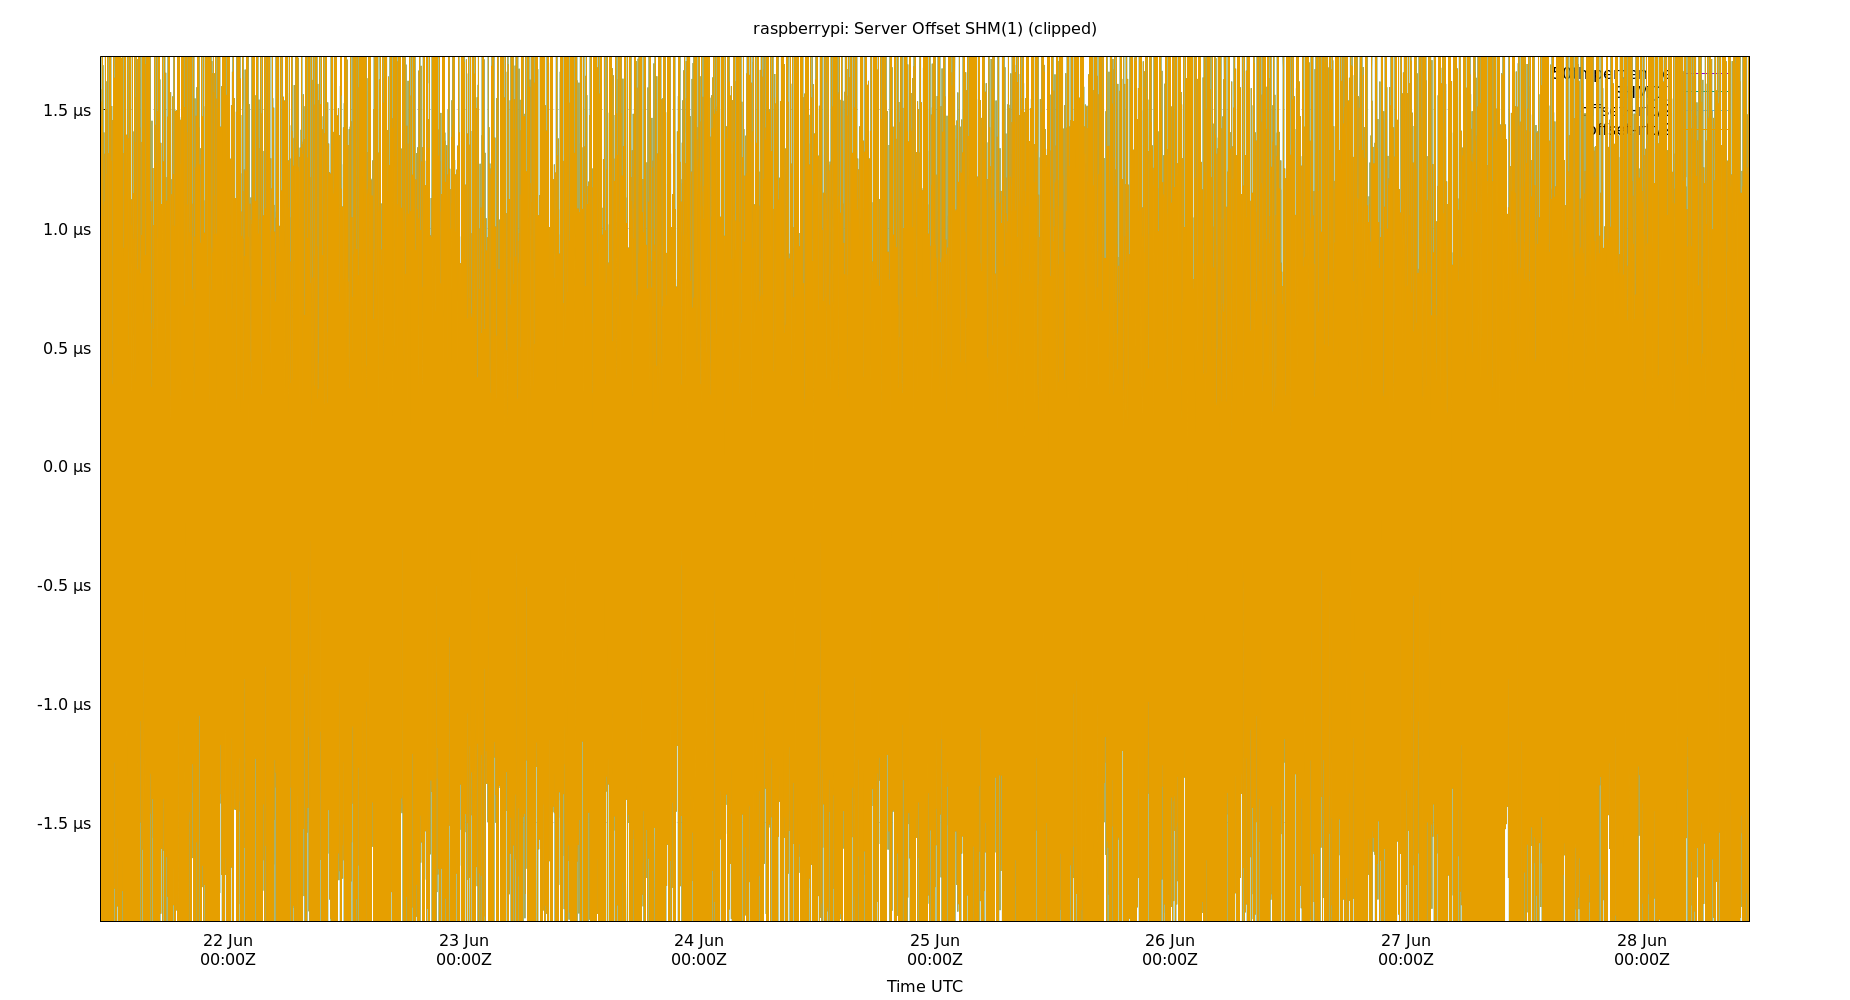 raspberrypi: Server Offset SHM(1) (clipped)
1.5 µs
1.0 µs
0.5 µs
0.0 µs
-0.5 µs
-1.0 µs
-1.5 µs
22 Jun 23 Jun 24 Jun 25 Jun 26 Jun 27 Jun 28 Jun
00:00Z 00:00Z 00:00Z 00:00Z 00:00Z 00:00Z 00:00Z
Time UTC